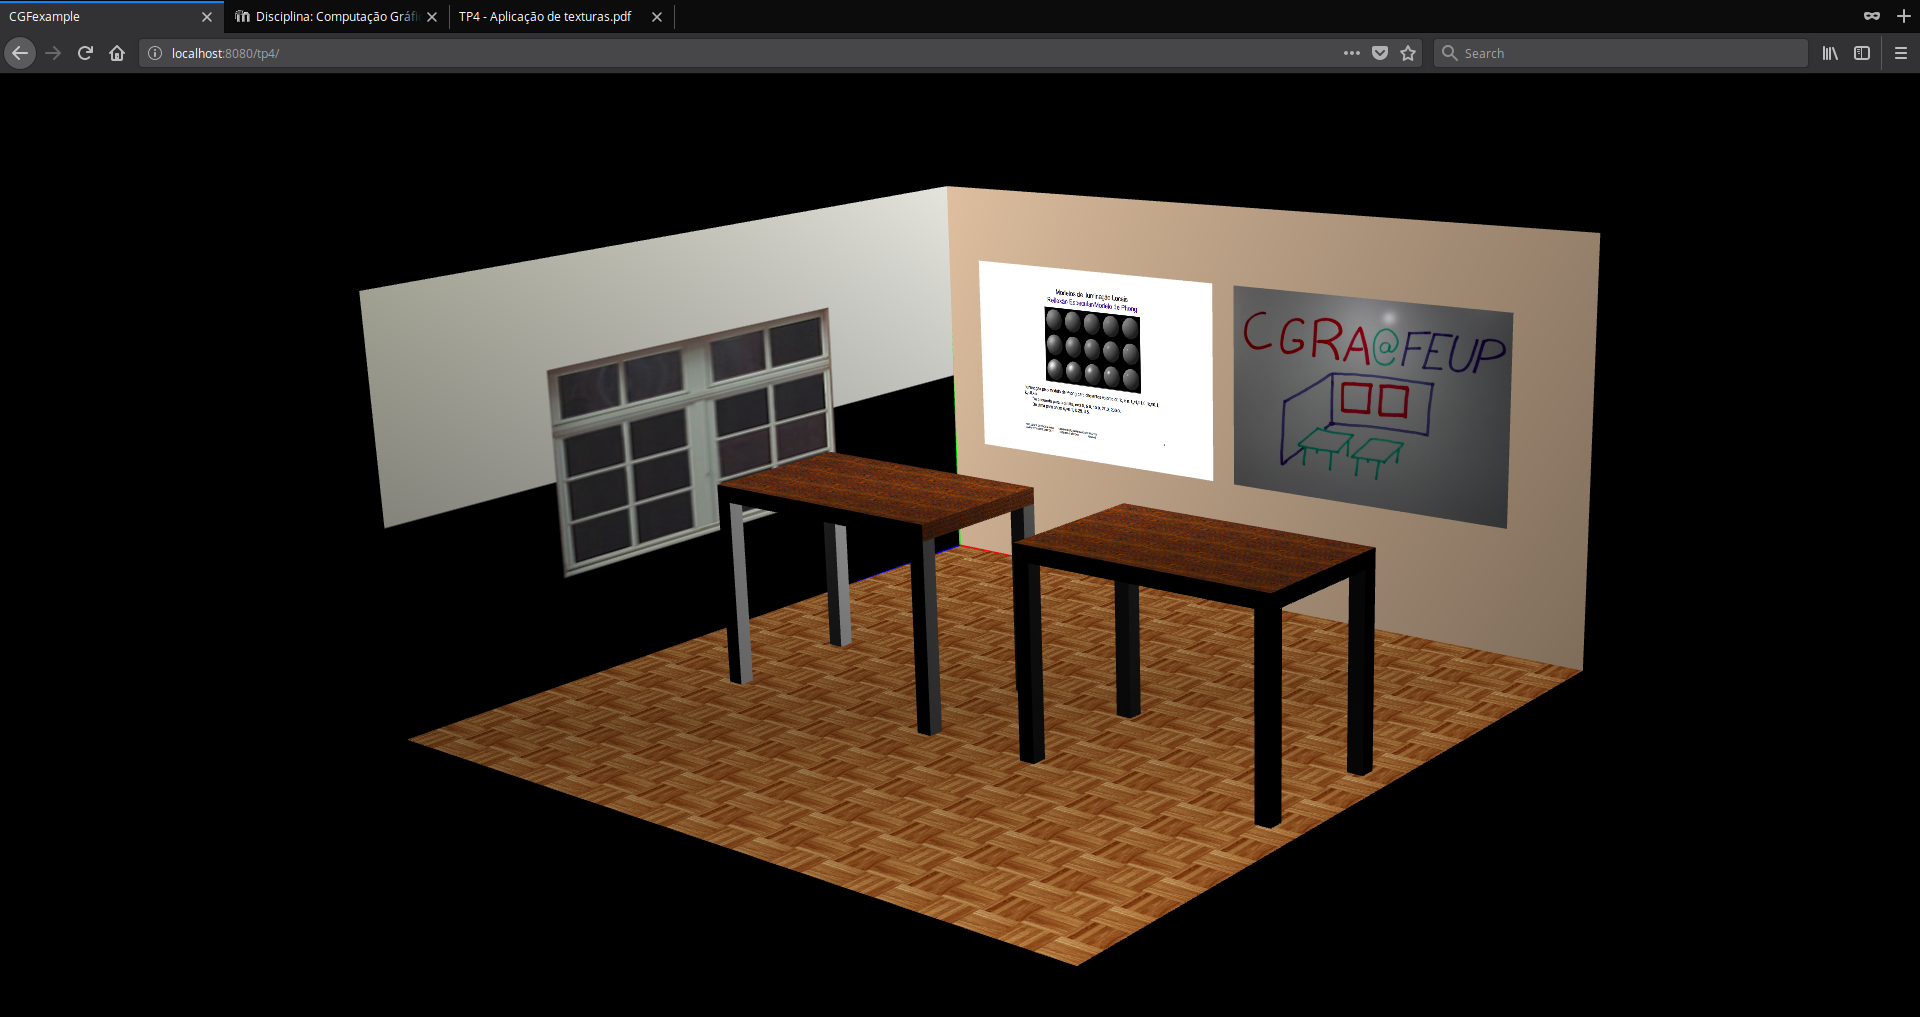 CGFexample
Disciplina: Computação Gráfi
TP4 - Aplicação de texturas.pdf
localhost:8080/tp4/
Search
Modelos de Iluminação Locais
Reflexão Especular/Modelo de Phong
CGRA@FEUP